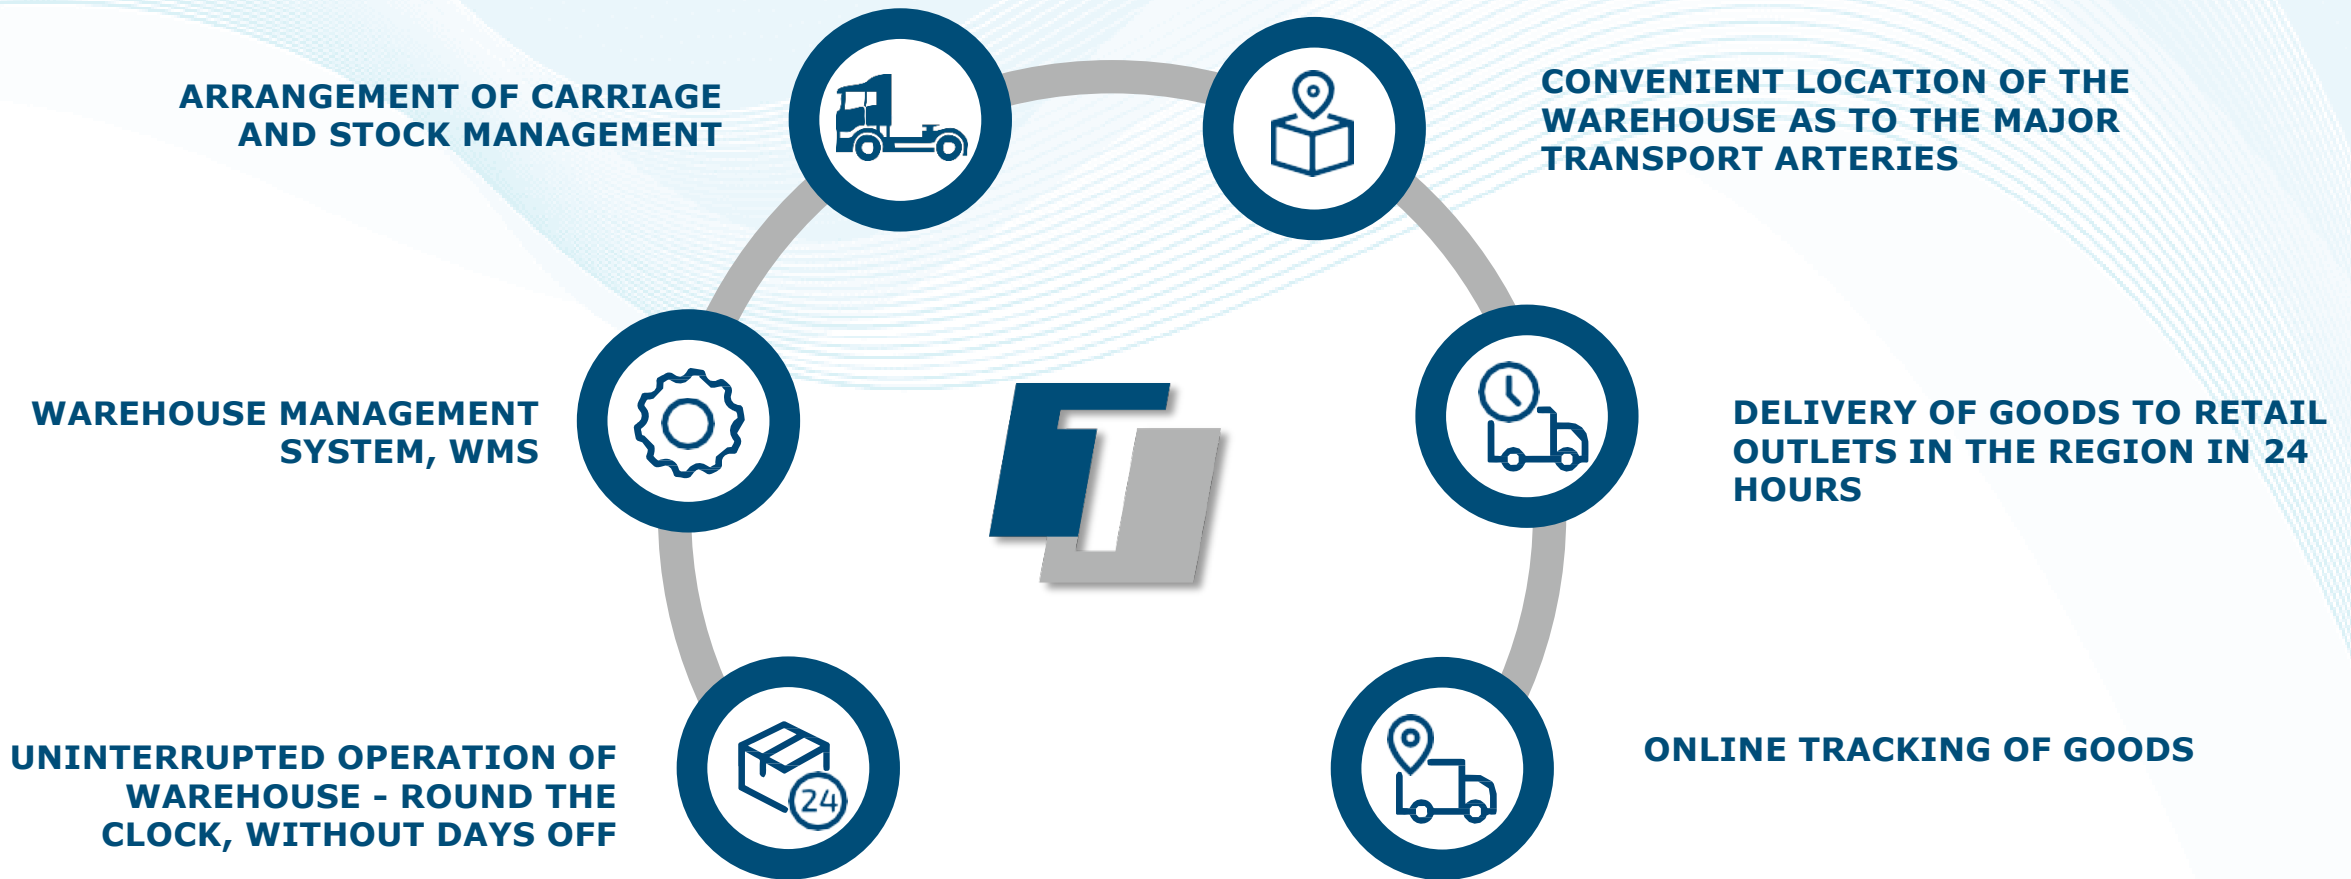 ARRANGEMENT OF CARRIAGE
AND STOCK MANAGEMENT
CONVENIENT LOCATION OF THE
WAREHOUSE AS TO THE MAJOR
TRANSPORT ARTERIES
WAREHOUSE MANAGEMENT
SYSTEM, WMS
DELIVERY OF GOODS TO RETAIL
OUTLETS IN THE REGION IN 24
HOURS
UNINTERRUPTED OPERATION OF
WAREHOUSE - ROUND THE
CLOCK, WITHOUT DAYS OFF
24
ONLINE TRACKING OF GOODS